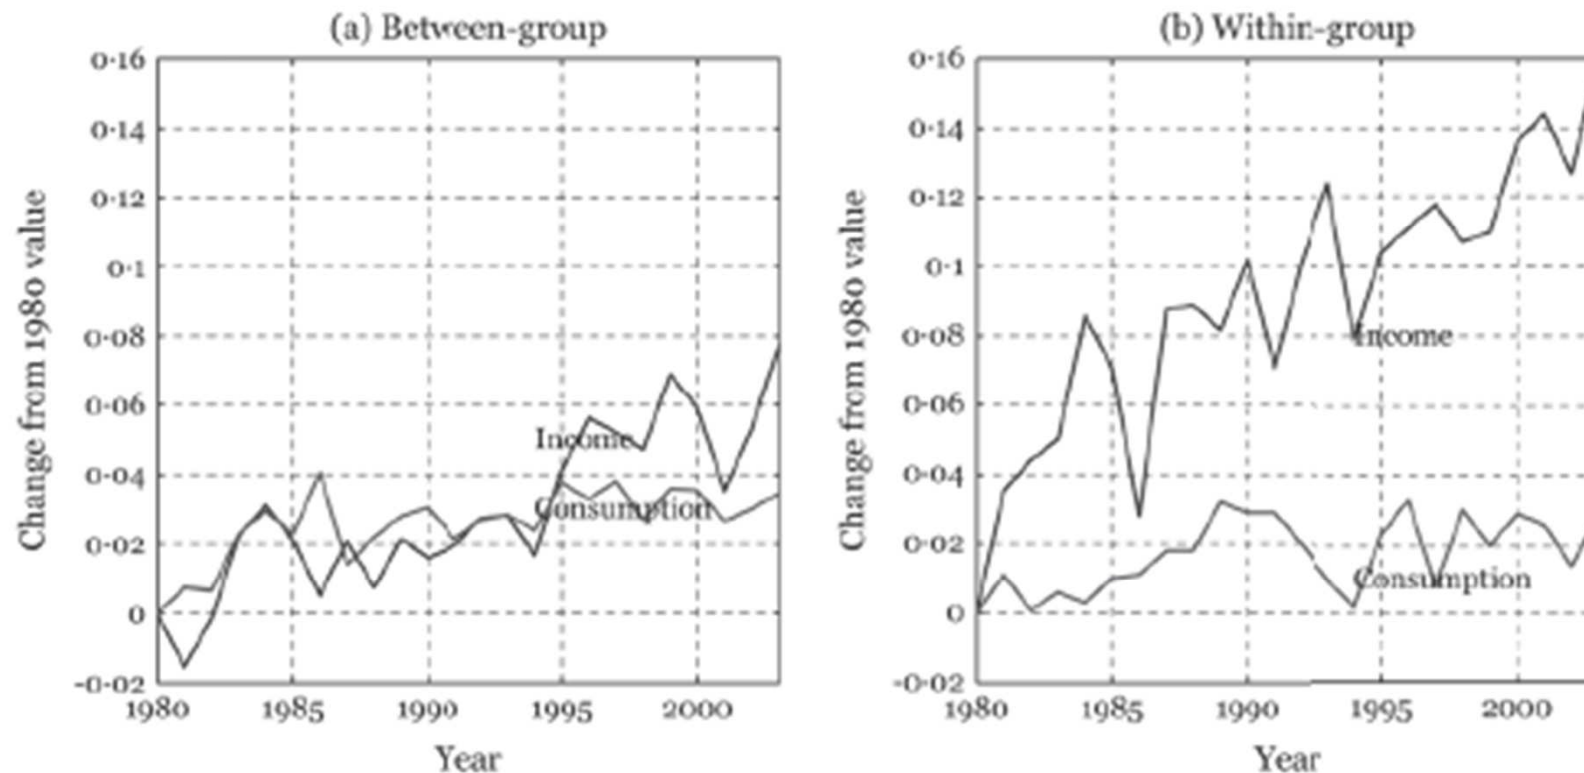 (a) Between-group
0·16
0·14
0·12
0·1
0·08
0·06
0·04
0·02
0
-0·02
Change from 1980 value
Income
Consumption
1980 1985 1990 1995 2000
Year
(b) Within-group
0·16
0·14
0·12
0·1
0·08
0·06
0·04
0·02
0
-0·02
Change from 1980 value
Income
Consumption
1980 1985 1990 1995 2000
Year